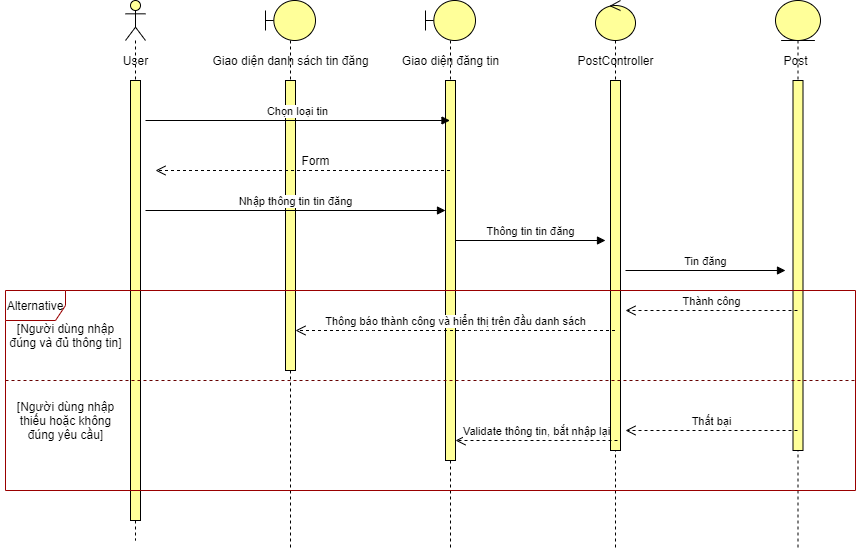 User
Giao diện danh sách tin đăng
Giao diện đăng tin
PostController
Post
Chọn loại tin
Form
Nhập thông tin tin đăng
Thông tin tin đăng
Tin đăng
Alternative
Thành công
[Người dùng nhập
đúng và đủ thông tin]
Thông báo thành công và hiển thị trên đầu danh sách
[Người dùng nhập
thiếu hoặc không
đúng yêu cầu]
Thất bại
Validate thông tin, bắt nhập lại